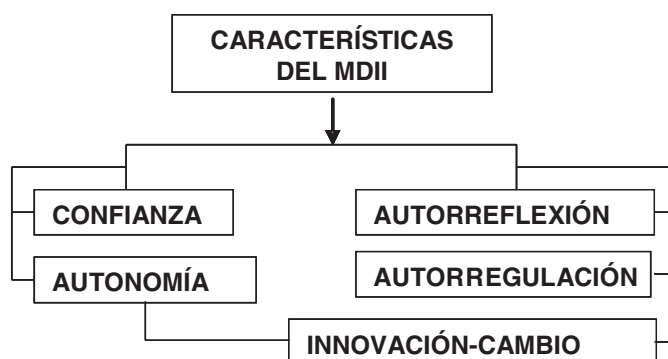 CARACTERÍSTICAS
DEL MDII
CONFIANZA
AUTORREFLEXIÓN
AUTONOMÍA
AUTORREGULACIÓN
INNOVACIÓN-CAMBIO